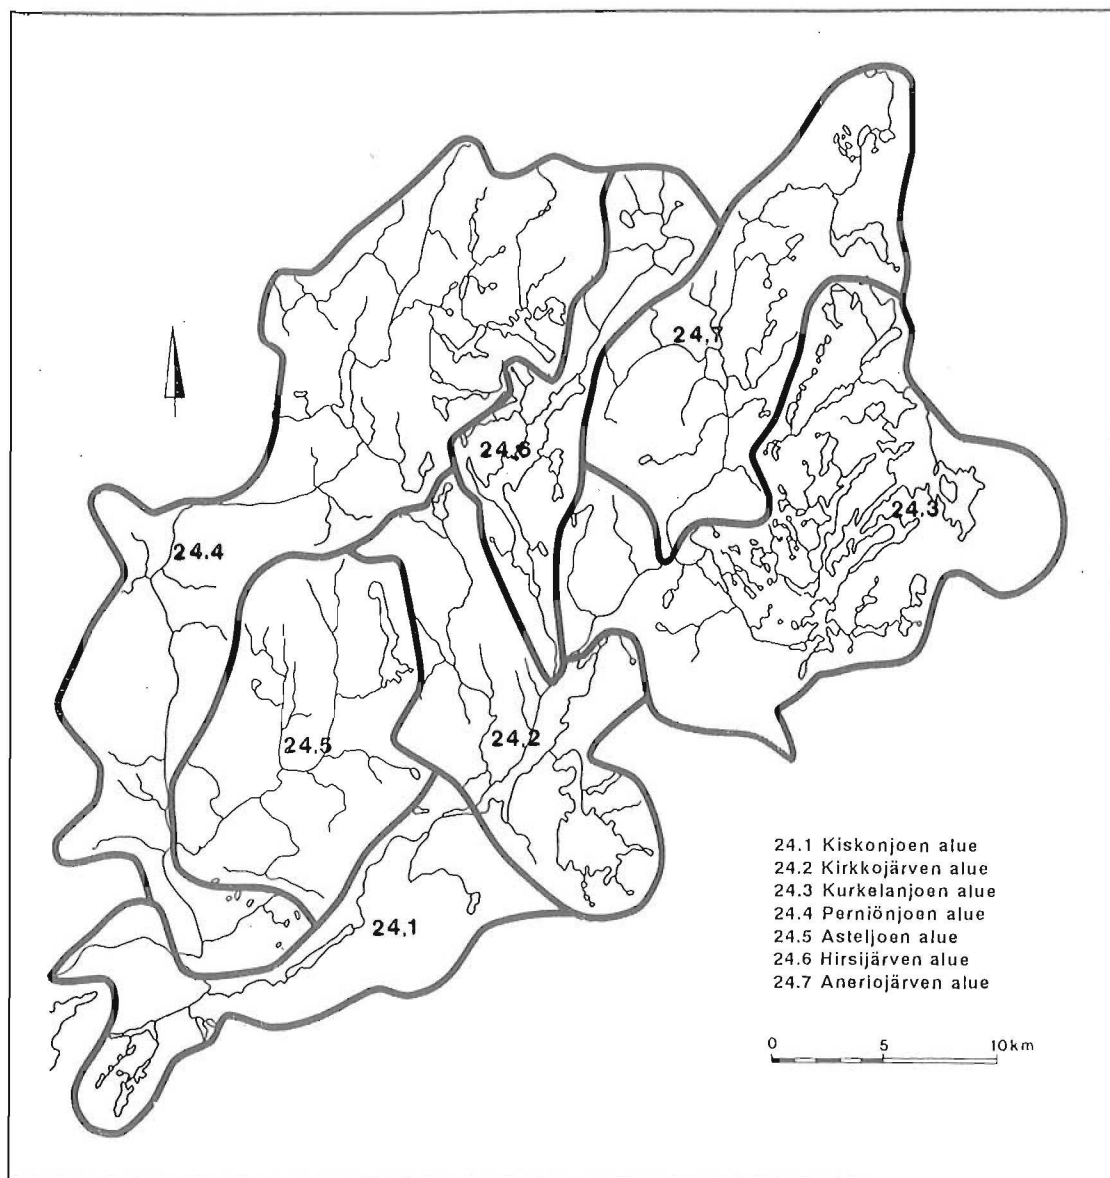 24.7
24.6
24.3
24.4
24.5
24.2
24.1
24.1 Kiskonjoen alue
24.2 Kirkkojärven alue
24.3 Kurkelanjoen alue
24.4 Perniönjoen alue
24.5 Asteljoen alue
24.6 Hirsijärven alue
24.7 Aneriojärven alue
0 5 10km